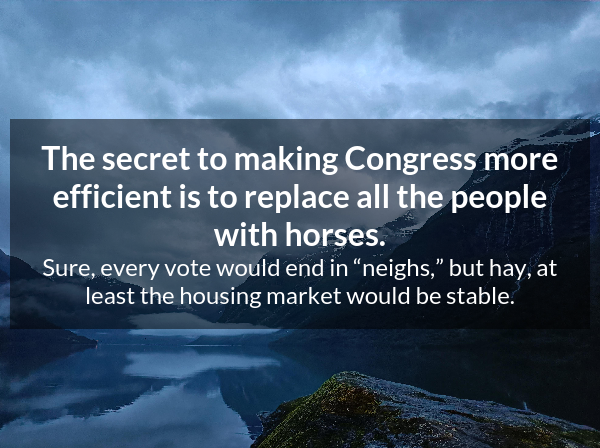 The secret to making Congress more
efficient is to replace all the people
with horses.
Sure, every vote would end in “neighs,” but hay, at
least the housing market would be stable.